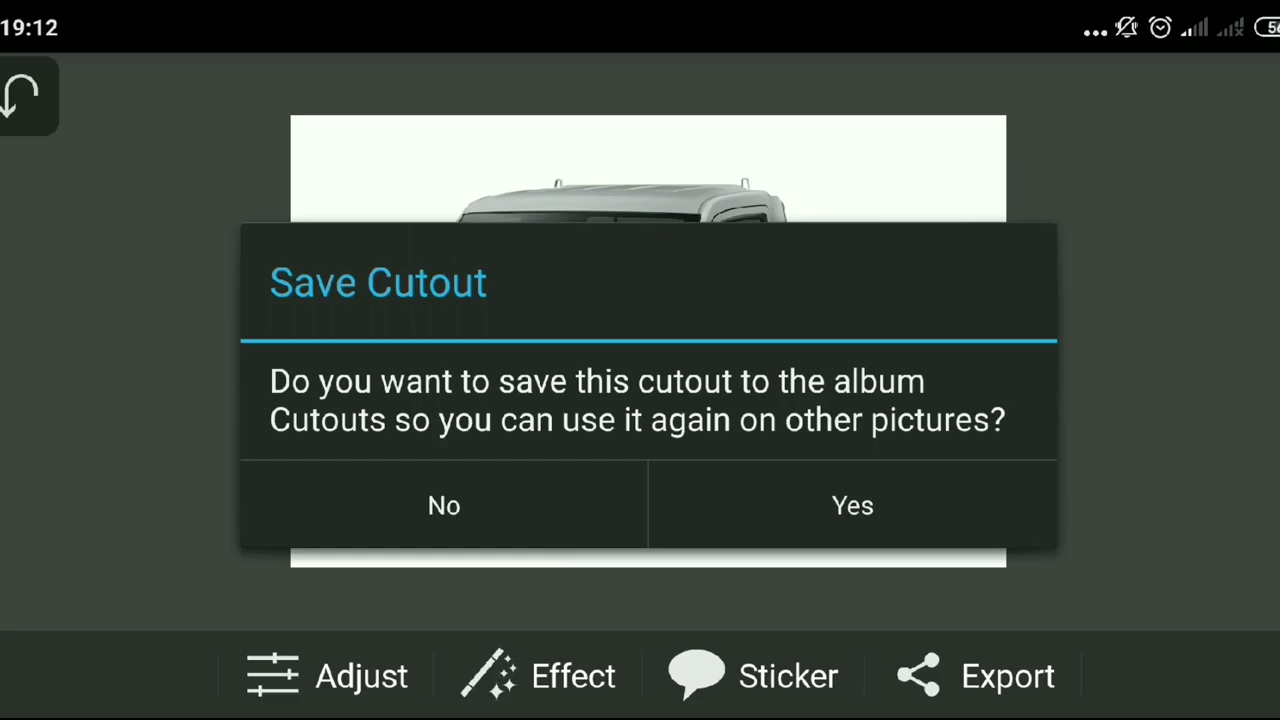 19:12
56
Save Cutout
Do you want to save this cutout to the album
Cutouts so you can use it again on other pictures?
No
Yes
Adjust
Effect
Sticker
Export